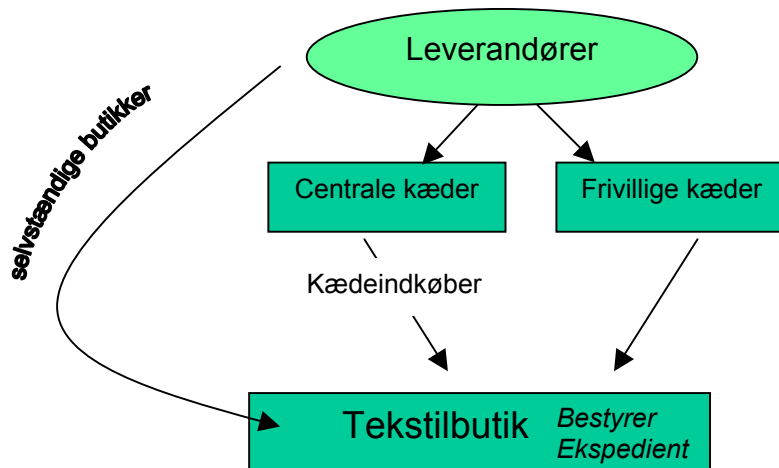 Leverandører
selvstændige butikker
Centrale kæder
Frivillige kæder
Kædeindkøber
Tekstilbutik
Bestyrer
Ekspedient